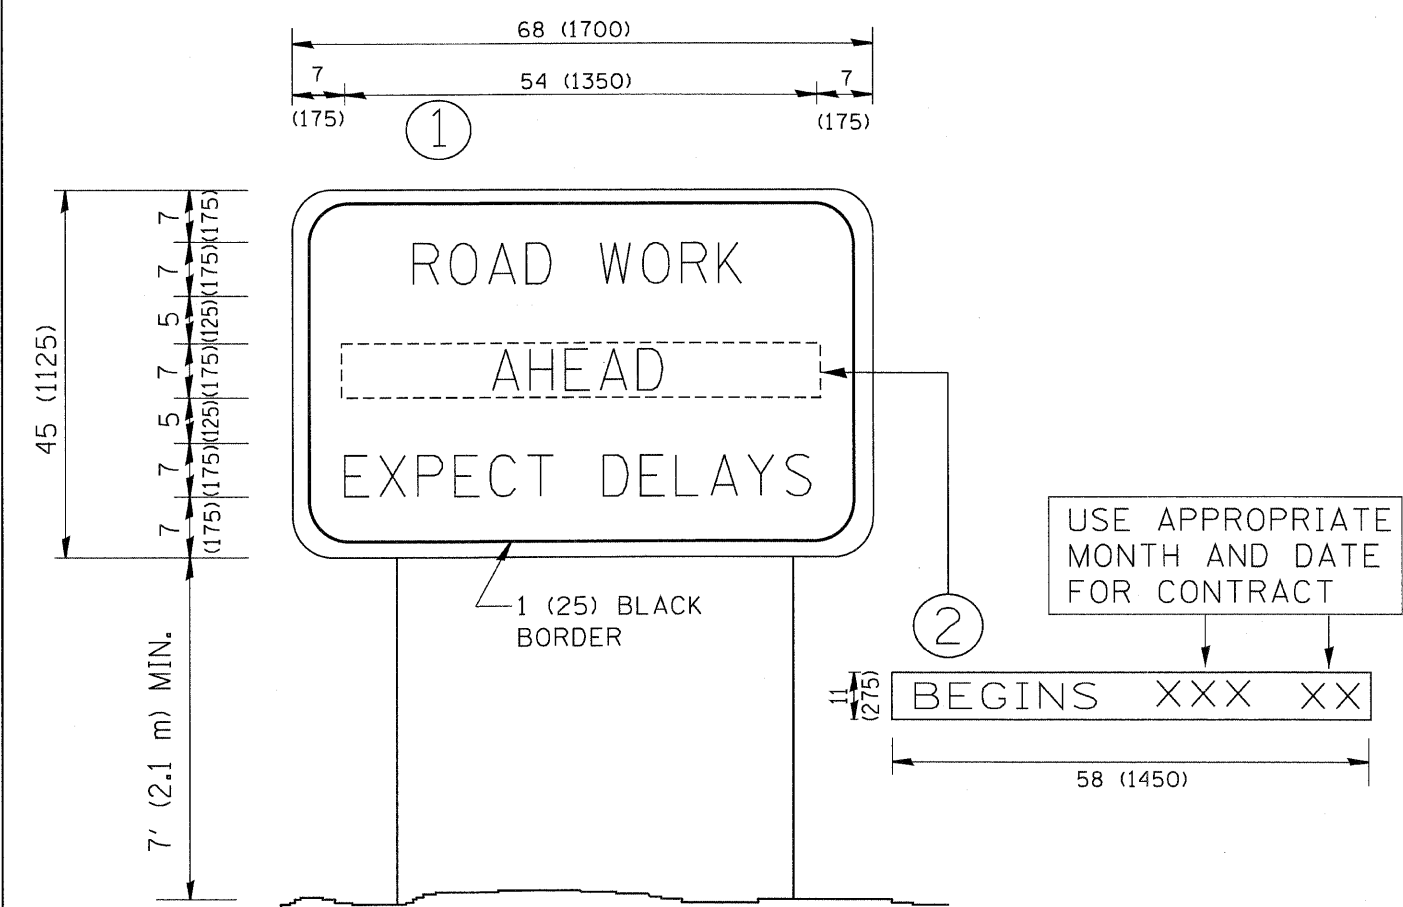 68 (1700)
7 54 (1350) 7
(175) (175)
1
7 (175)
7 (175)
5 (125)
7 (175)
5 (125)
7 (175)
7 (175)
45 (1125)
ROAD WORK
AHEAD
EXPECT DELAYS
1 (25) BLACK
BORDER
7' (2.1 m) MIN.
2
USE APPROPRIATE
MONTH AND DATE
FOR CONTRACT
11
(275)
BEGINS XXX XX
58 (1450)